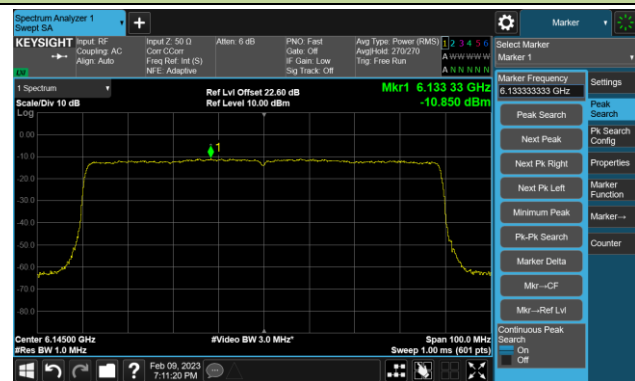 Spectrum Analyzer 1
Swept SA
+
Marker
KEYSIGHT
Input: RF
Coupling: AC
Align: Auto
Input Z: 50 Ω
Corr CCorr
Freq Ref: Int (S)
NFE: Adaptive
Atten: 6 dB
PNO: Fast
Gate: Off
IF Gain: Low
Sig Track: Off
Avg Type: Power (RMS)
Avg|Hold: 270/270
Trig: Free Run
1 2 3 4 5 6
A W W W W W
A N N N N N
Select Marker
Marker 1
1 Spectrum
Scale/Div 10 dB
Log
Ref Lvl Offset 22.60 dB
Ref Level 10.00 dBm
Mkr1 6.133 33 GHz
-10.850 dBm
1
0.00
-10.0
-20.0
-30.0
-40.0
-50.0
-60.0
-70.0
-80.0
Center 6.14500 GHz
#Res BW 1.0 MHz
#Video BW 3.0 MHz*
Span 100.0 MHz
Sweep 1.00 ms (601 pts)
Marker Frequency
6.133333333 GHz
Peak Search
Next Peak
Next Pk Right
Next Pk Left
Minimum Peak
Pk-Pk Search
Marker Delta
Mkr→CF
Mkr→Ref Lvl
Continuous Peak
Search
On
Off
Settings
Peak
Search
Pk Search
Config
Properties
Marker
Function
Marker→
Counter
?
Feb 09, 2023
7:11:20 PM